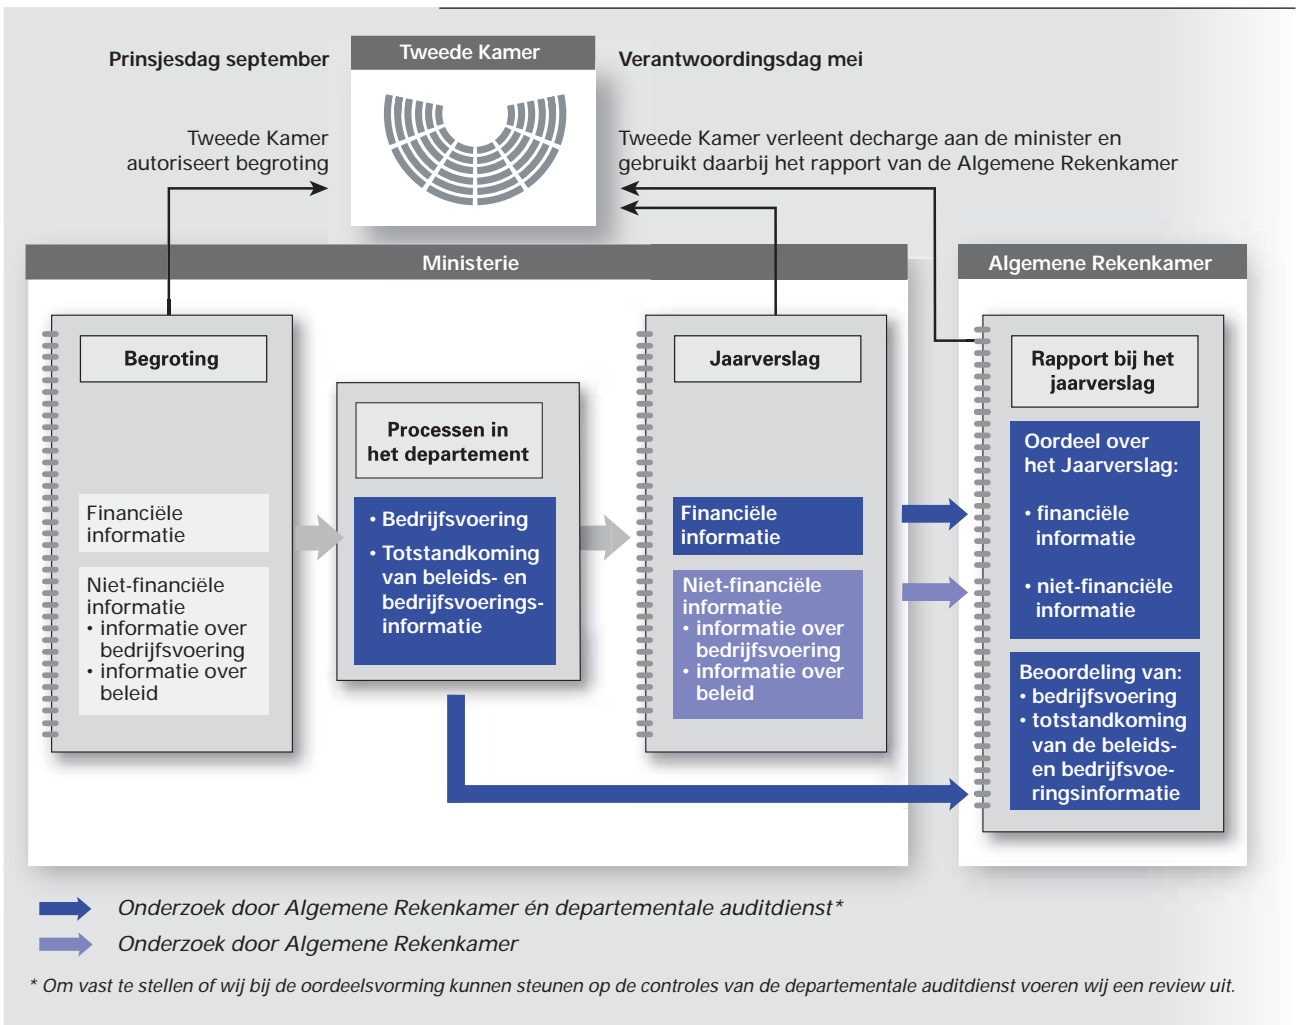 Prinsjesdag september
Tweede Kamer
Verantwoordingsdag mei
Tweede Kamer
autoriseert begroting
Tweede Kamer verleent decharge aan de minister en
gebruikt daarbij het rapport van de Algemene Rekenkamer
Ministerie
Algemene Rekenkamer
Begroting
Financiële
informatie
Niet-financiële
informatie
• informatie over
bedrijfsvoering
• informatie over
beleid
Processen in
het departement
• Bedrijfsvoering
• Totstandkoming
van beleids- en
bedrijfsvoerings-
informatie
Jaarverslag
Financiële
informatie
Niet-financiële
informatie
• informatie over
bedrijfsvoering
• informatie over
beleid
Rapport bij het
jaarverslag
Oordeel over
het Jaarverslag:
• financiële
informatie
• niet-financiële
informatie
Beoordeling van:
• bedrijfsvoering
• totstandkoming
van de beleids-
en bedrijfsvoe-
ringsinformatie
Onderzoek door Algemene Rekenkamer én departementale auditdienst*
Onderzoek door Algemene Rekenkamer
* Om vast te stellen of wij bij de oordeelsvorming kunnen steunen op de controles van de departementale auditdienst voeren wij een review uit.